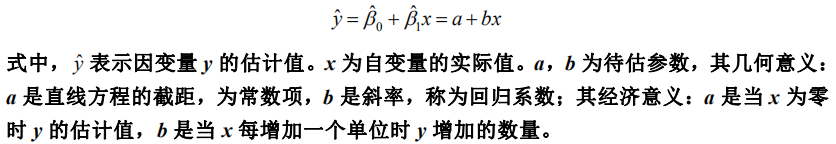 ŷ = β̂₀ + β̂₁x = a + bx
式中，ŷ 表示因变量 y 的估计值。x 为自变量的实际值。a，b 为待估参数，其几何意义：
a 是直线方程的截距，为常数项，b 是斜率，称为回归系数；其经济意义：a 是当 x 为零
时 y 的估计值，b 是当 x 每增加一个单位时 y 增加的数量。